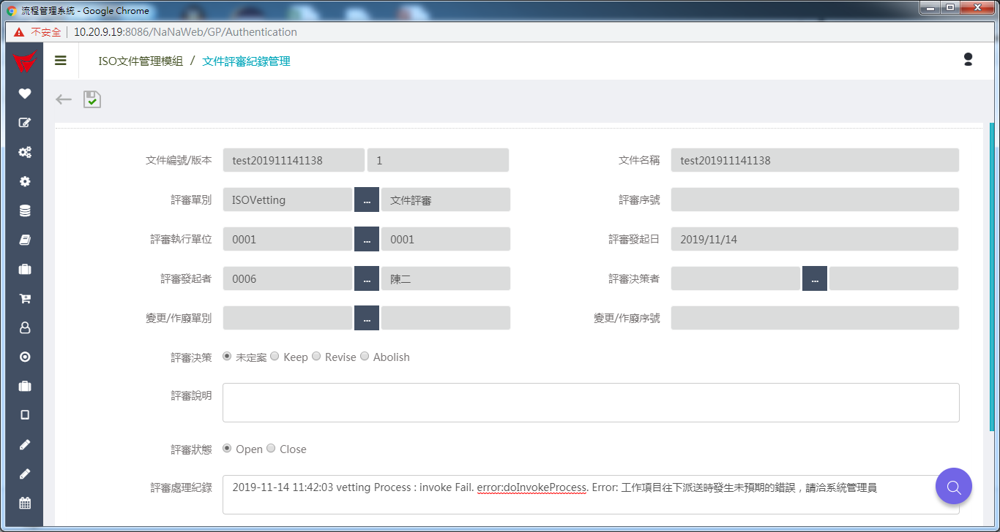 流程管理系統 - Google Chrome
不安全 | 10.20.9.19:8086/NaNaWeb/GP/Authentication
ISO文件管理模組 / 文件評審紀錄管理
文件編號/版本 test201911141138 1 文件名稱 test201911141138
評審單別 ISOVetting ... 文件評審 評審序號
評審執行單位 0001 ... 0001 評審發起日 2019/11/14
評審發起者 0006 ... 陳二 評審決策者 ...
變更/作廢單別 ... 變更/作廢序號
評審決策 未定案 Keep Revise Abolish
評審說明
評審狀態 Open Close
評審處理紀錄 2019-11-14 11:42:03 vetting Process : invoke Fail. error:doInvokeProcess. Error: 工作項目往下派送時發生未預期的錯誤，請洽系統管理員